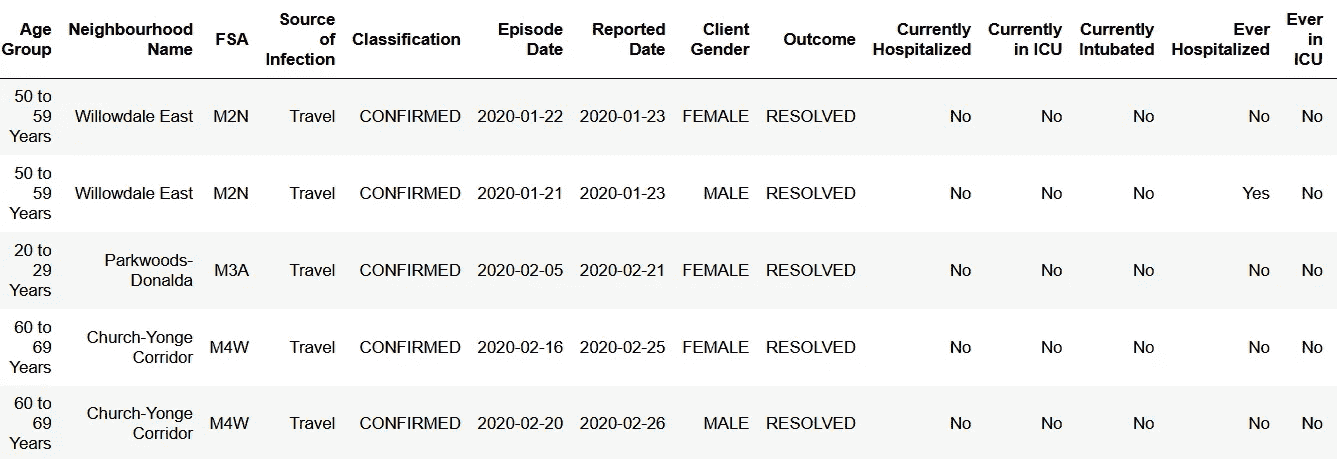 Age Group Neighbourhood Name FSA Source of Infection Classification Episode Date Reported Date Client Gender Outcome Currently Hospitalized Currently in ICU Currently Intubated Ever Hospitalized Ever in ICU
50 to 59 Years Willowdale East M2N Travel CONFIRMED 2020-01-22 2020-01-23 FEMALE RESOLVED No No No No No
50 to 59 Years Willowdale East M2N Travel CONFIRMED 2020-01-21 2020-01-23 MALE RESOLVED No No No Yes No
20 to 29 Years Parkwoods-Donalda M3A Travel CONFIRMED 2020-02-05 2020-02-21 FEMALE RESOLVED No No No No No
60 to 69 Years Church-Yonge Corridor M4W Travel CONFIRMED 2020-02-16 2020-02-25 FEMALE RESOLVED No No No No No
60 to 69 Years Church-Yonge Corridor M4W Travel CONFIRMED 2020-02-20 2020-02-26 MALE RESOLVED No No No No No